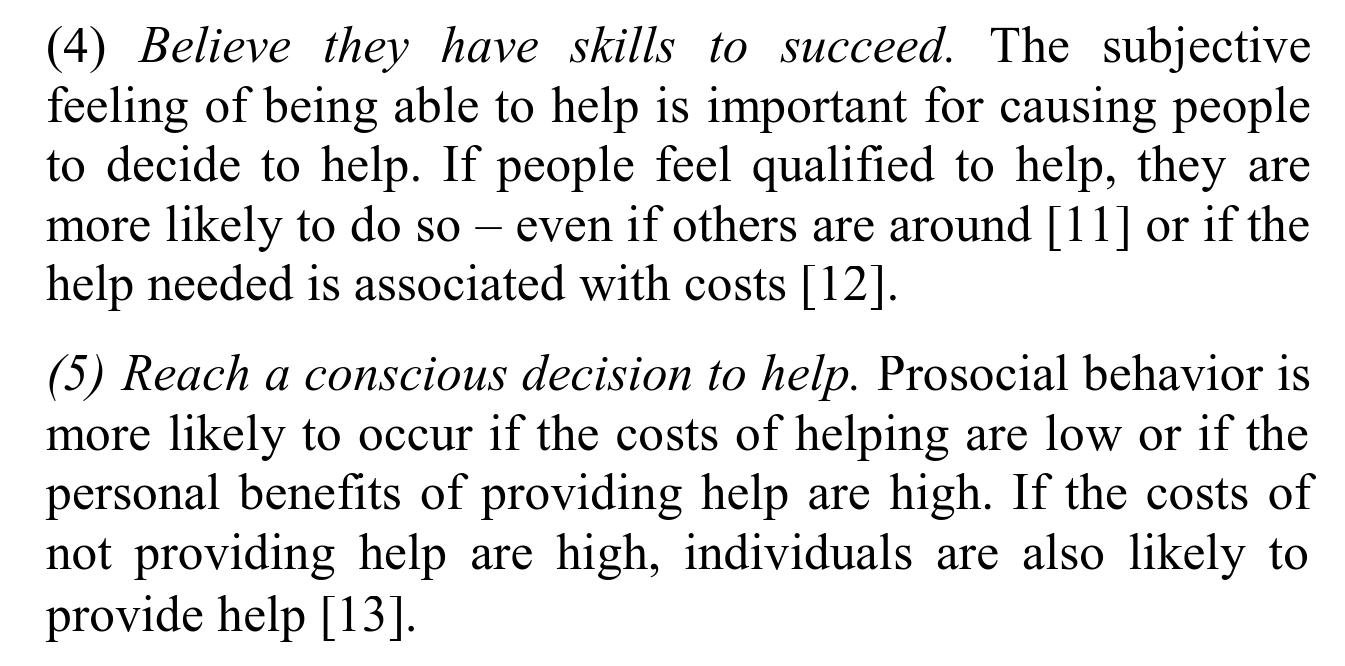 (4) Believe they have skills to succeed. The subjective
feeling of being able to help is important for causing people
to decide to help. If people feel qualified to help, they are
more likely to do so – even if others are around [11] or if the
help needed is associated with costs [12].
(5) Reach a conscious decision to help. Prosocial behavior is
more likely to occur if the costs of helping are low or if the
personal benefits of providing help are high. If the costs of
not providing help are high, individuals are also likely to
provide help [13].